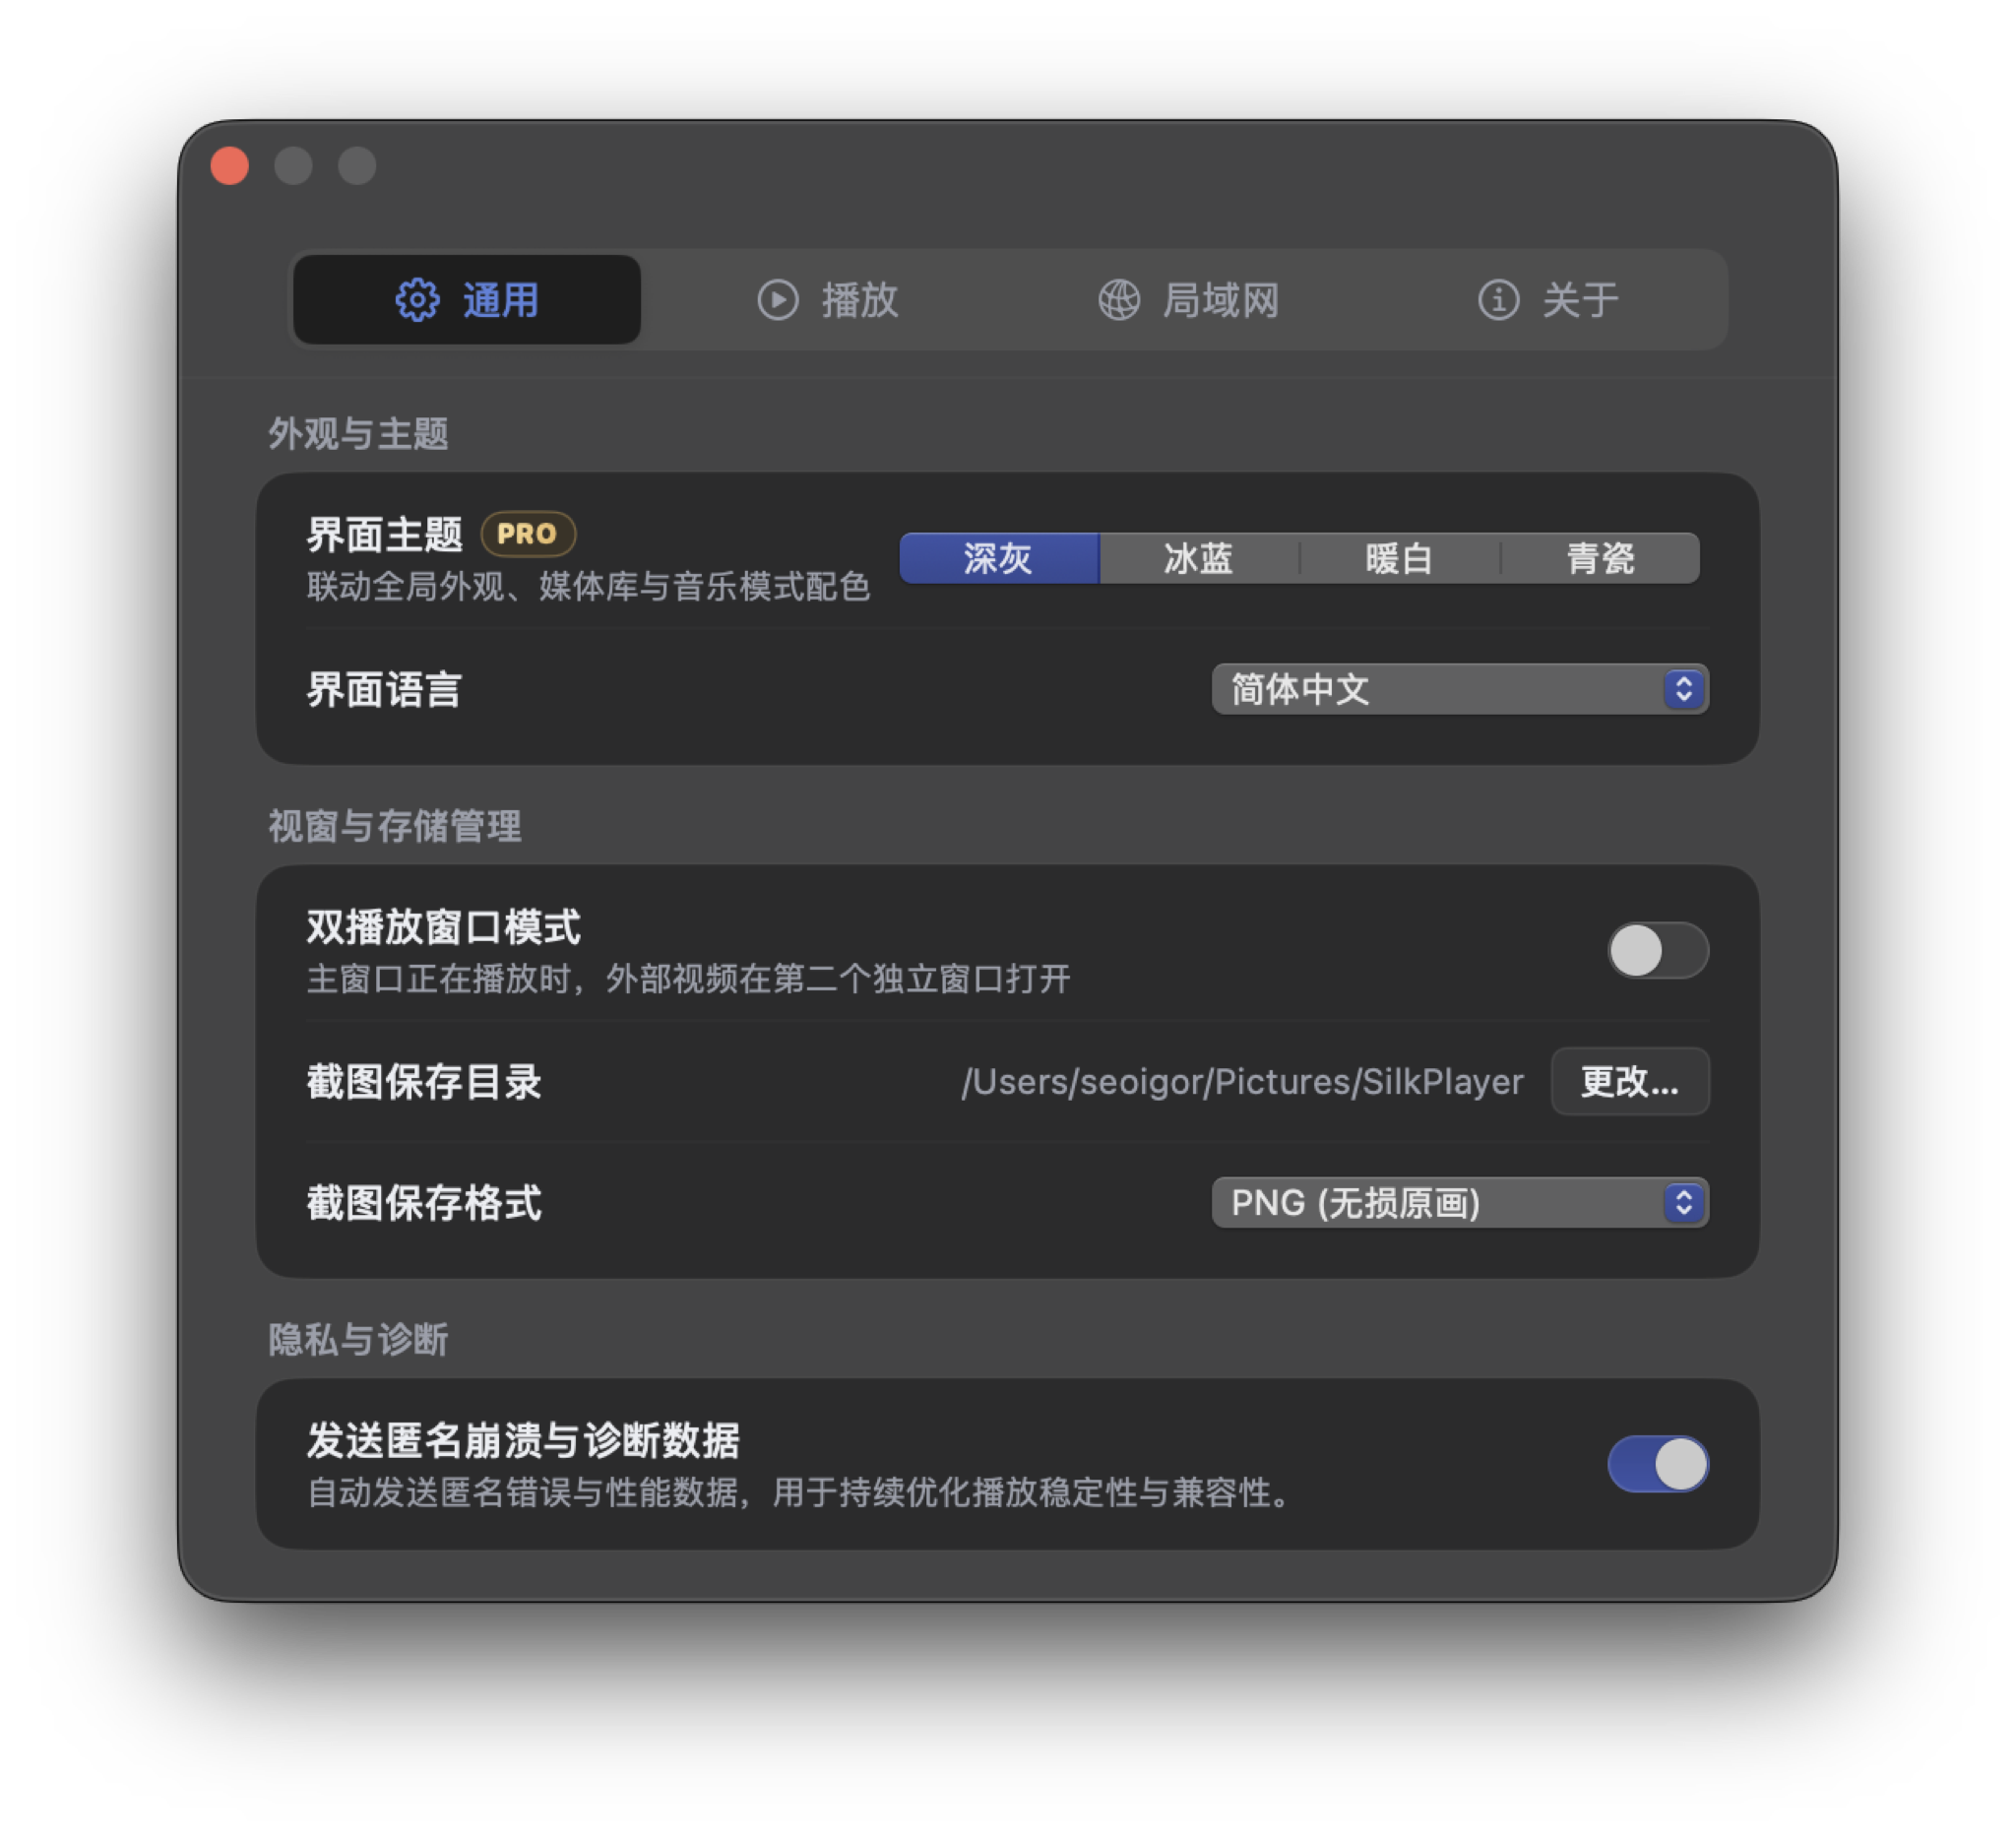 通用
播放
局域网
关于
外观与主题
界面主题 PRO
联动全局外观、媒体库与音乐模式配色
深灰
冰蓝
暖白
青瓷
界面语言
简体中文
视窗与存储管理
双播放窗口模式
主窗口正在播放时，外部视频在第二个独立窗口打开
截图保存目录
/Users/seoigor/Pictures/SilkPlayer
更改...
截图保存格式
PNG (无损原画)
隐私与诊断
发送匿名崩溃与诊断数据
自动发送匿名错误与性能数据，用于持续优化播放稳定性与兼容性。